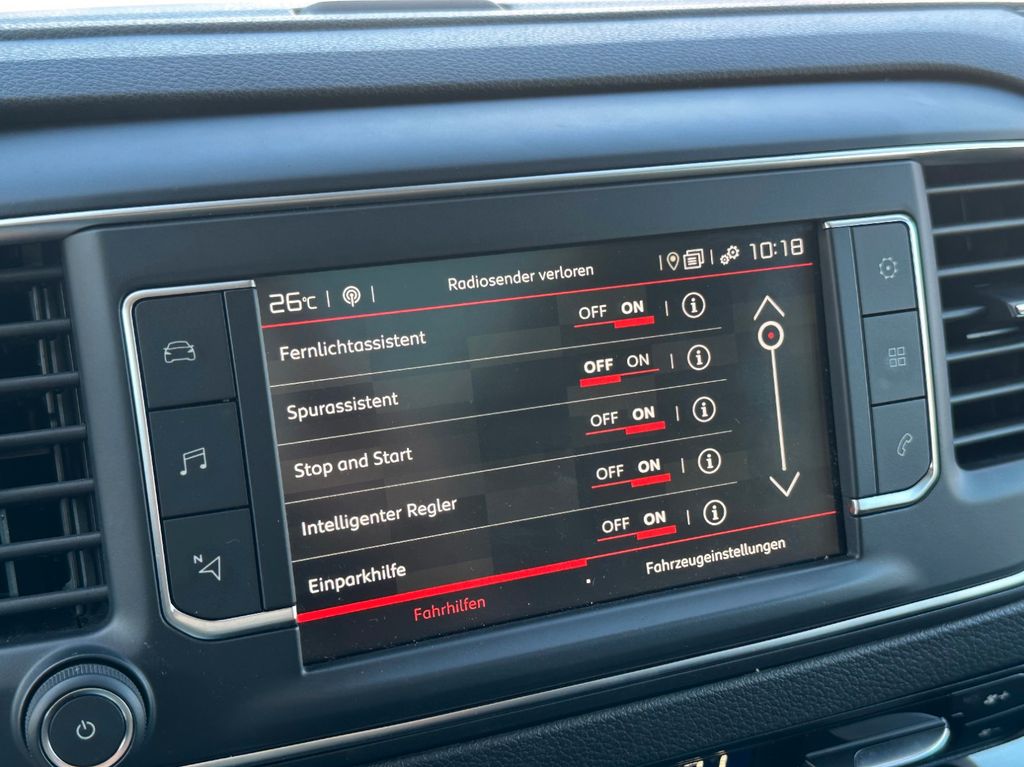 26°C Radiosender verloren 10:18
Fernlichtassistent OFF ON i
Spurassistent OFF ON i
Stop and Start OFF ON i
Intelligenter Regler OFF ON i
Einparkhilfe OFF ON i
Fahrhilfen Fahrzeugeinstellungen
N